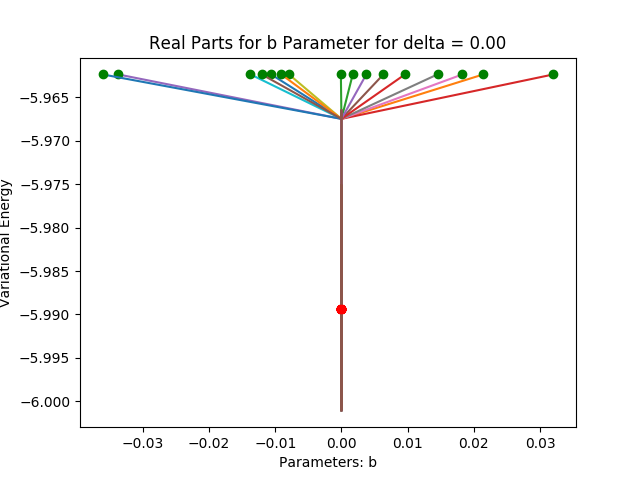 Real Parts for b Parameter for delta = 0.00
Variational Energy
−5.965
−5.970
−5.975
−5.980
−5.985
−5.990
−5.995
−6.000
−0.03 −0.02 −0.01 0.00 0.01 0.02 0.03
Parameters: b